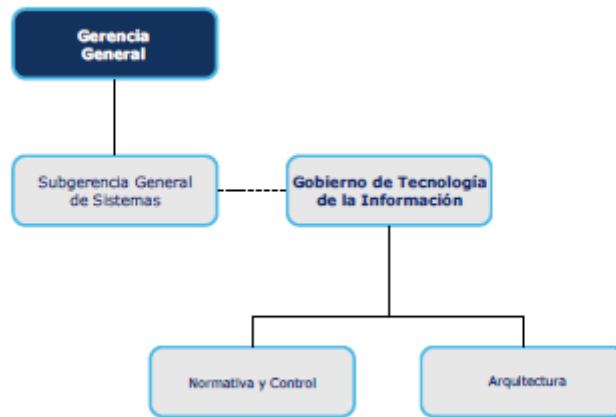 Gerencia
General
Subgerencia General
de Sistemas
Gobierno de Tecnología
de la Información
Normativa y Control
Arquitectura